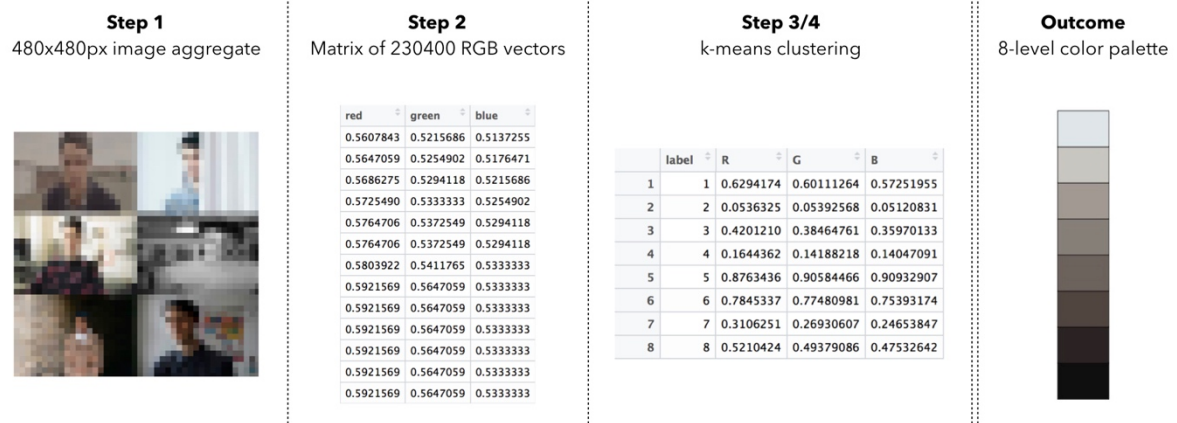 Step 1
480x480px image aggregate
Step 2
Matrix of 230400 RGB vectors
red green blue
0.5607843 0.5215686 0.5137255
0.5647059 0.5254902 0.5176471
0.5686275 0.5294118 0.5215686
0.5725490 0.5333333 0.5254902
0.5764706 0.5372549 0.5294118
0.5764706 0.5372549 0.5294118
0.5803922 0.5411765 0.5333333
0.5921569 0.5647059 0.5333333
0.5921569 0.5647059 0.5333333
0.5921569 0.5647059 0.5333333
0.5921569 0.5647059 0.5333333
0.5921569 0.5647059 0.5333333
0.5921569 0.5647059 0.5333333
Step 3/4
k-means clustering
label R G B
1 1 0.6294174 0.60111264 0.57251955
2 2 0.0536325 0.05392568 0.05120831
3 3 0.4201210 0.38464761 0.35970133
4 4 0.1644362 0.14188218 0.14047091
5 5 0.8763436 0.90584466 0.90932907
6 6 0.7845337 0.77480981 0.75393174
7 7 0.3106251 0.26930607 0.24653847
8 8 0.5210424 0.49379086 0.47532642
Outcome
8-level color palette